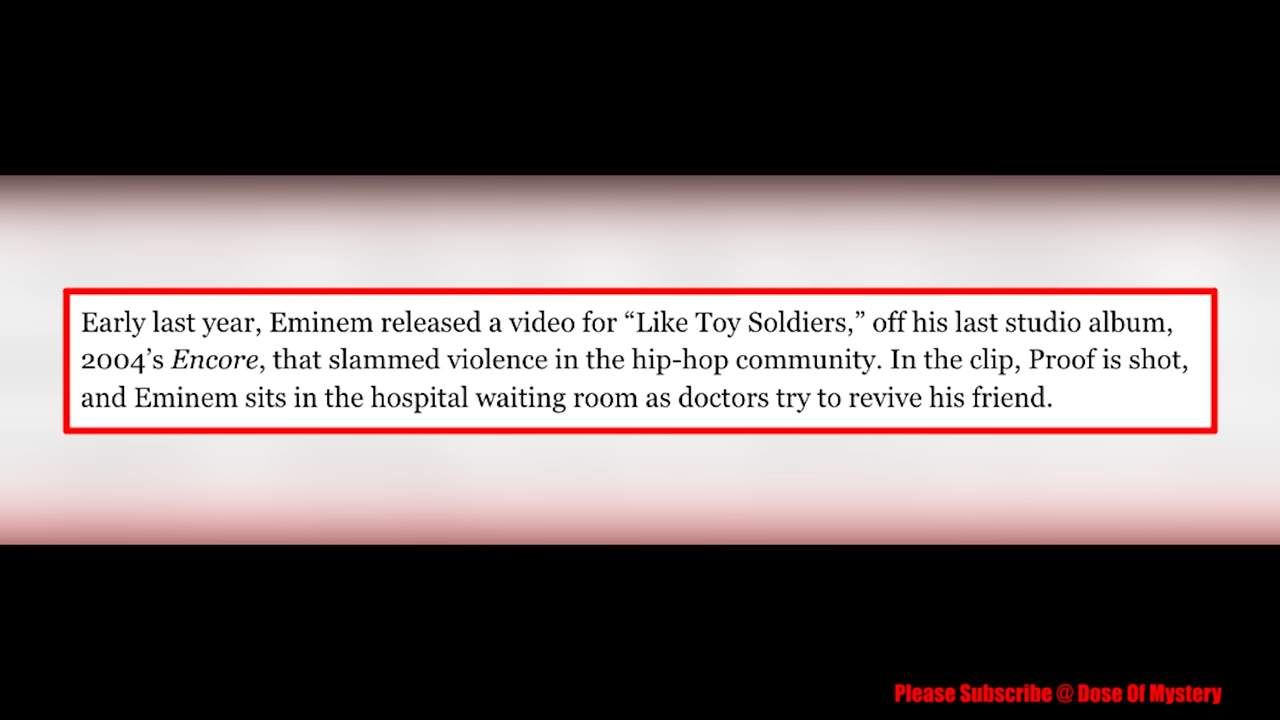 Early last year, Eminem released a video for “Like Toy Soldiers,” off his last studio album,
2004’s Encore, that slammed violence in the hip-hop community. In the clip, Proof is shot,
and Eminem sits in the hospital waiting room as doctors try to revive his friend.
Please Subscribe @ Dose Of Mystery